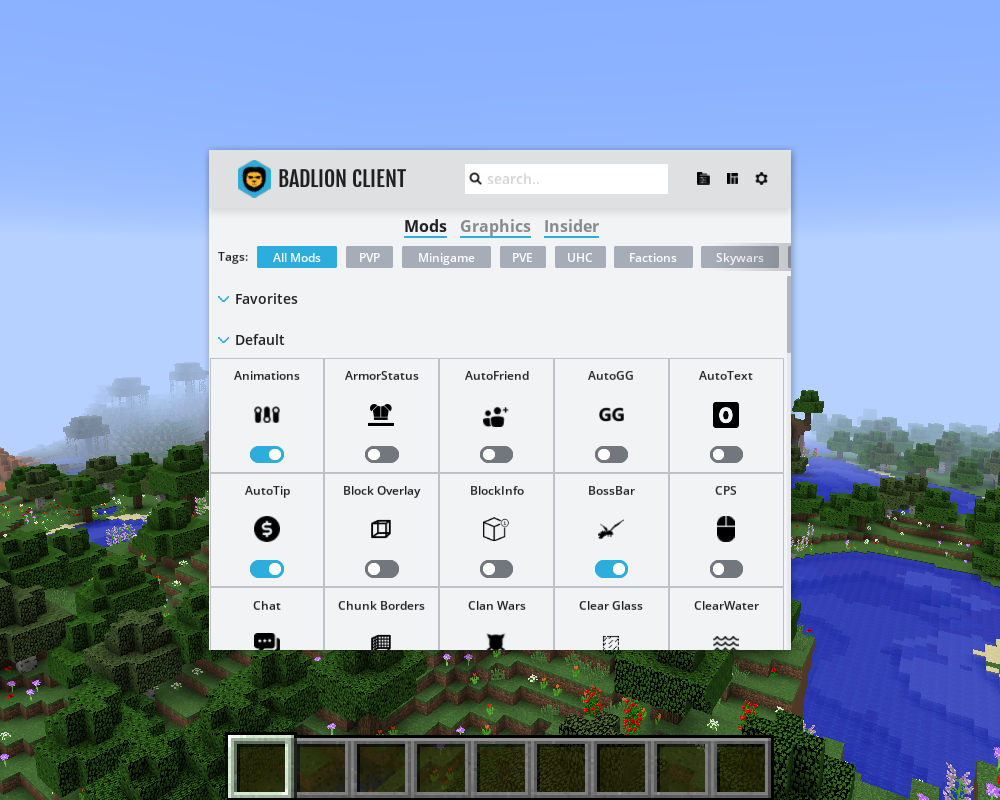 BADLION CLIENT
search..
Mods Graphics Insider
Tags: All Mods PVP Minigame PVE UHC Factions Skywars
Favorites
Default
Animations ArmorStatus AutoFriend AutoGG AutoText
GG O
AutoTip Block Overlay BlockInfo BossBar CPS
$
Chat Chunk Borders Clan Wars Clear Glass ClearWater